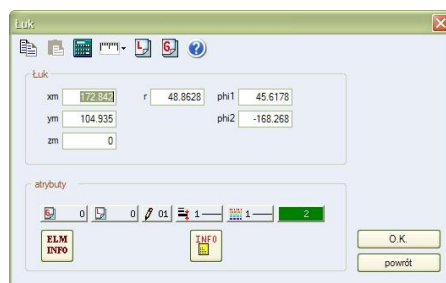 Łuk
Łuk
xm 172.842 r 48.8628 phi1 45.6178
ym 104.935 phi2 -168.268
zm 0
atrybuty
G 0 L 0 01 1 1 2
ELM INFO
INFO
O.K.
powrót